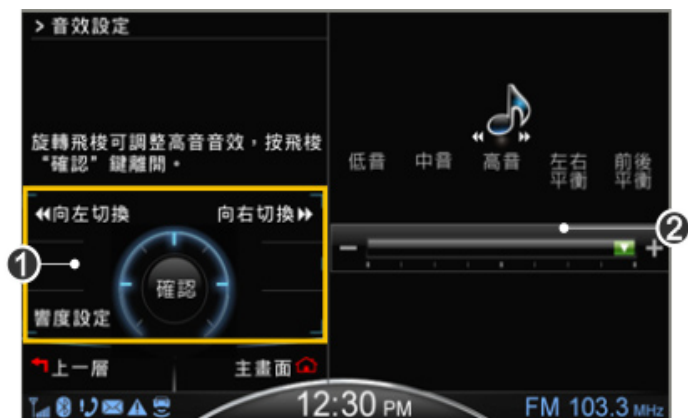 > 音效設定
旋轉飛梭可調整高音音效，按飛梭
“確認”鍵離開。
向左切換
向右切換
確認
響度設定
上一層
主畫面
低音
中音
高音
左右
平衡
前後
平衡
− +
1
2
12:30 PM
FM 103.3 MHz